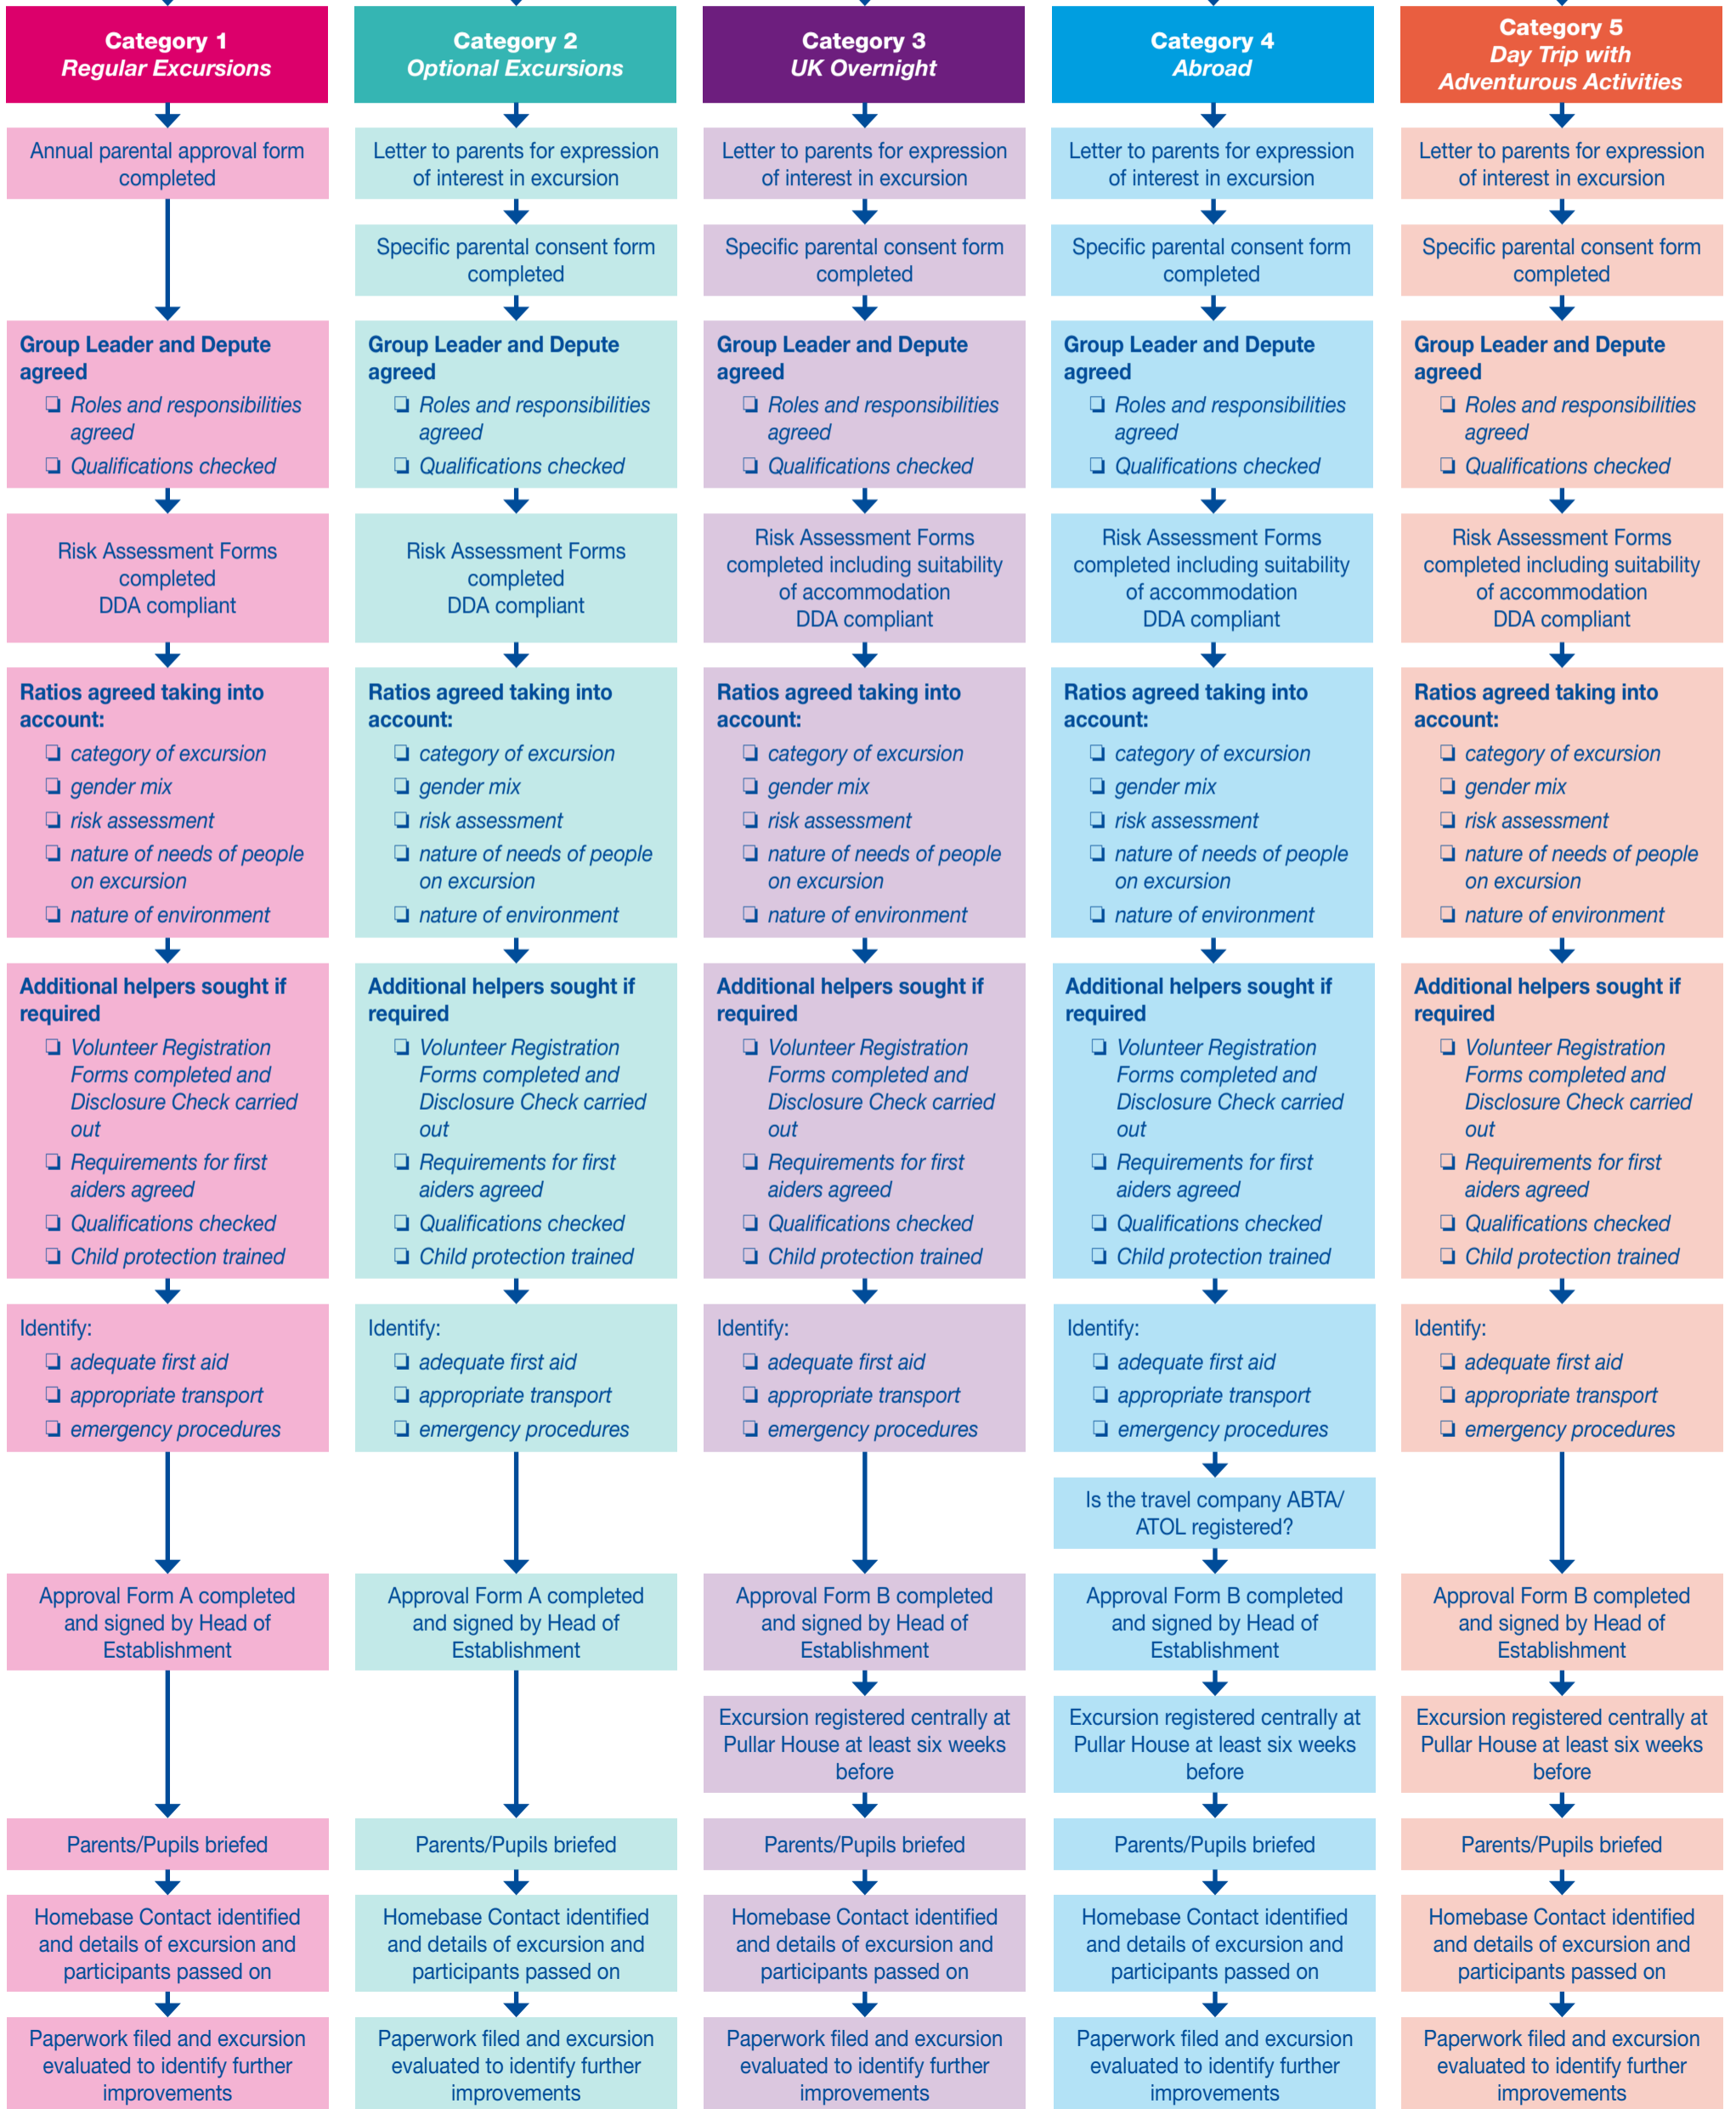 Category 1
Regular Excursions
Annual parental approval form
completed
Group Leader and Depute
agreed
❏ Roles and responsibilities
agreed
❏ Qualifications checked
Risk Assessment Forms
completed
DDA compliant
Ratios agreed taking into
account:
❏ category of excursion
❏ gender mix
❏ risk assessment
❏ nature of needs of people
on excursion
❏ nature of environment
Additional helpers sought if
required
❏ Volunteer Registration
Forms completed and
Disclosure Check carried
out
❏ Requirements for first
aiders agreed
❏ Qualifications checked
❏ Child protection trained
Identify:
❏ adequate first aid
❏ appropriate transport
❏ emergency procedures
Approval Form A completed
and signed by Head of
Establishment
Parents/Pupils briefed
Homebase Contact identified
and details of excursion and
participants passed on
Paperwork filed and excursion
evaluated to identify further
improvements
Category 2
Optional Excursions
Letter to parents for expression
of interest in excursion
Specific parental consent form
completed
Group Leader and Depute
agreed
❏ Roles and responsibilities
agreed
❏ Qualifications checked
Risk Assessment Forms
completed
DDA compliant
Ratios agreed taking into
account:
❏ category of excursion
❏ gender mix
❏ risk assessment
❏ nature of needs of people
on excursion
❏ nature of environment
Additional helpers sought if
required
❏ Volunteer Registration
Forms completed and
Disclosure Check carried
out
❏ Requirements for first
aiders agreed
❏ Qualifications checked
❏ Child protection trained
Identify:
❏ adequate first aid
❏ appropriate transport
❏ emergency procedures
Approval Form A completed
and signed by Head of
Establishment
Parents/Pupils briefed
Homebase Contact identified
and details of excursion and
participants passed on
Paperwork filed and excursion
evaluated to identify further
improvements
Category 3
UK Overnight
Letter to parents for expression
of interest in excursion
Specific parental consent form
completed
Group Leader and Depute
agreed
❏ Roles and responsibilities
agreed
❏ Qualifications checked
Risk Assessment Forms
completed including suitability
of accommodation
DDA compliant
Ratios agreed taking into
account:
❏ category of excursion
❏ gender mix
❏ risk assessment
❏ nature of needs of people
on excursion
❏ nature of environment
Additional helpers sought if
required
❏ Volunteer Registration
Forms completed and
Disclosure Check carried
out
❏ Requirements for first
aiders agreed
❏ Qualifications checked
❏ Child protection trained
Identify:
❏ adequate first aid
❏ appropriate transport
❏ emergency procedures
Approval Form B completed
and signed by Head of
Establishment
Excursion registered centrally at
Pullar House at least six weeks
before
Parents/Pupils briefed
Homebase Contact identified
and details of excursion and
participants passed on
Paperwork filed and excursion
evaluated to identify further
improvements
Category 4
Abroad
Letter to parents for expression
of interest in excursion
Specific parental consent form
completed
Group Leader and Depute
agreed
❏ Roles and responsibilities
agreed
❏ Qualifications checked
Risk Assessment Forms
completed including suitability
of accommodation
DDA compliant
Ratios agreed taking into
account:
❏ category of excursion
❏ gender mix
❏ risk assessment
❏ nature of needs of people
on excursion
❏ nature of environment
Additional helpers sought if
required
❏ Volunteer Registration
Forms completed and
Disclosure Check carried
out
❏ Requirements for first
aiders agreed
❏ Qualifications checked
❏ Child protection trained
Identify:
❏ adequate first aid
❏ appropriate transport
❏ emergency procedures
Is the travel company ABTA/
ATOL registered?
Approval Form B completed
and signed by Head of
Establishment
Excursion registered centrally at
Pullar House at least six weeks
before
Parents/Pupils briefed
Homebase Contact identified
and details of excursion and
participants passed on
Paperwork filed and excursion
evaluated to identify further
improvements
Category 5
Day Trip with
Adventurous Activities
Letter to parents for expression
of interest in excursion
Specific parental consent form
completed
Group Leader and Depute
agreed
❏ Roles and responsibilities
agreed
❏ Qualifications checked
Risk Assessment Forms
completed including suitability
of accommodation
DDA compliant
Ratios agreed taking into
account:
❏ category of excursion
❏ gender mix
❏ risk assessment
❏ nature of needs of people
on excursion
❏ nature of environment
Additional helpers sought if
required
❏ Volunteer Registration
Forms completed and
Disclosure Check carried
out
❏ Requirements for first
aiders agreed
❏ Qualifications checked
❏ Child protection trained
Identify:
❏ adequate first aid
❏ appropriate transport
❏ emergency procedures
Approval Form B completed
and signed by Head of
Establishment
Excursion registered centrally at
Pullar House at least six weeks
before
Parents/Pupils briefed
Homebase Contact identified
and details of excursion and
participants passed on
Paperwork filed and excursion
evaluated to identify further
improvements